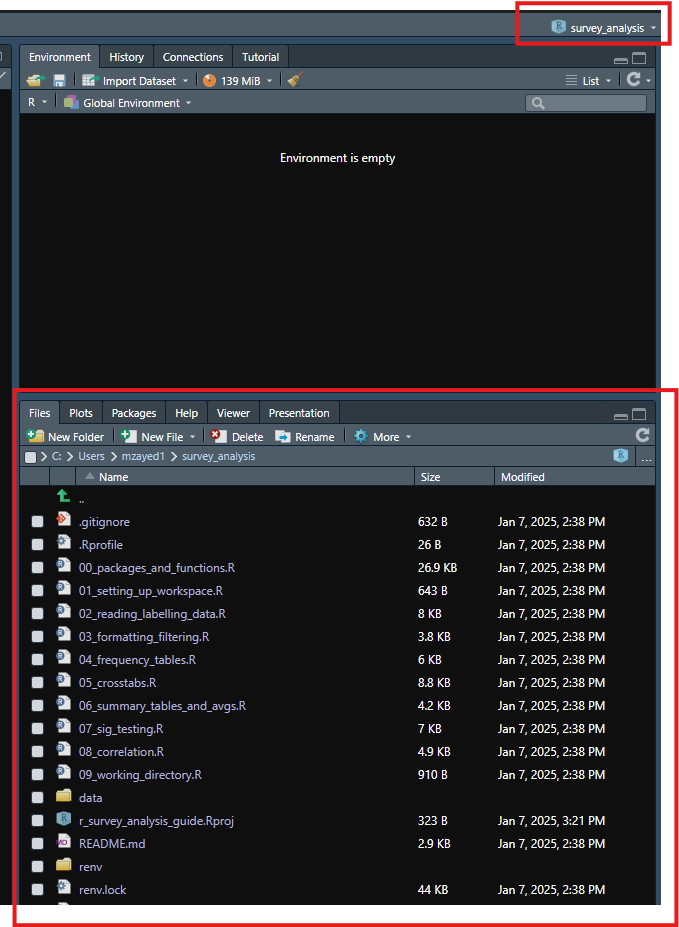 survey_analysis
Environment History Connections Tutorial
Import Dataset 139 MiB List
R Global Environment
Environment is empty
Files Plots Packages Help Viewer Presentation
New Folder New File Delete Rename More
C: Users mzayed1 survey_analysis R ...
Name Size Modified
..
.gitignore 632 B Jan 7, 2025, 2:38 PM
.Rprofile 26 B Jan 7, 2025, 2:38 PM
00_packages_and_functions.R 26.9 KB Jan 7, 2025, 2:38 PM
01_setting_up_workspace.R 643 B Jan 7, 2025, 2:38 PM
02_reading_labelling_data.R 8 KB Jan 7, 2025, 2:38 PM
03_formatting_filtering.R 3.8 KB Jan 7, 2025, 2:38 PM
04_frequency_tables.R 6 KB Jan 7, 2025, 2:38 PM
05_crosstabs.R 8.8 KB Jan 7, 2025, 2:38 PM
06_summary_tables_and_avgs.R 4.2 KB Jan 7, 2025, 2:38 PM
07_sig_testing.R 7 KB Jan 7, 2025, 2:38 PM
08_correlation.R 4.9 KB Jan 7, 2025, 2:38 PM
09_working_directory.R 910 B Jan 7, 2025, 2:38 PM
data
r_survey_analysis_guide.Rproj 323 B Jan 7, 2025, 3:21 PM
README.md 2.9 KB Jan 7, 2025, 2:38 PM
renv
renv.lock 44 KB Jan 7, 2025, 2:38 PM